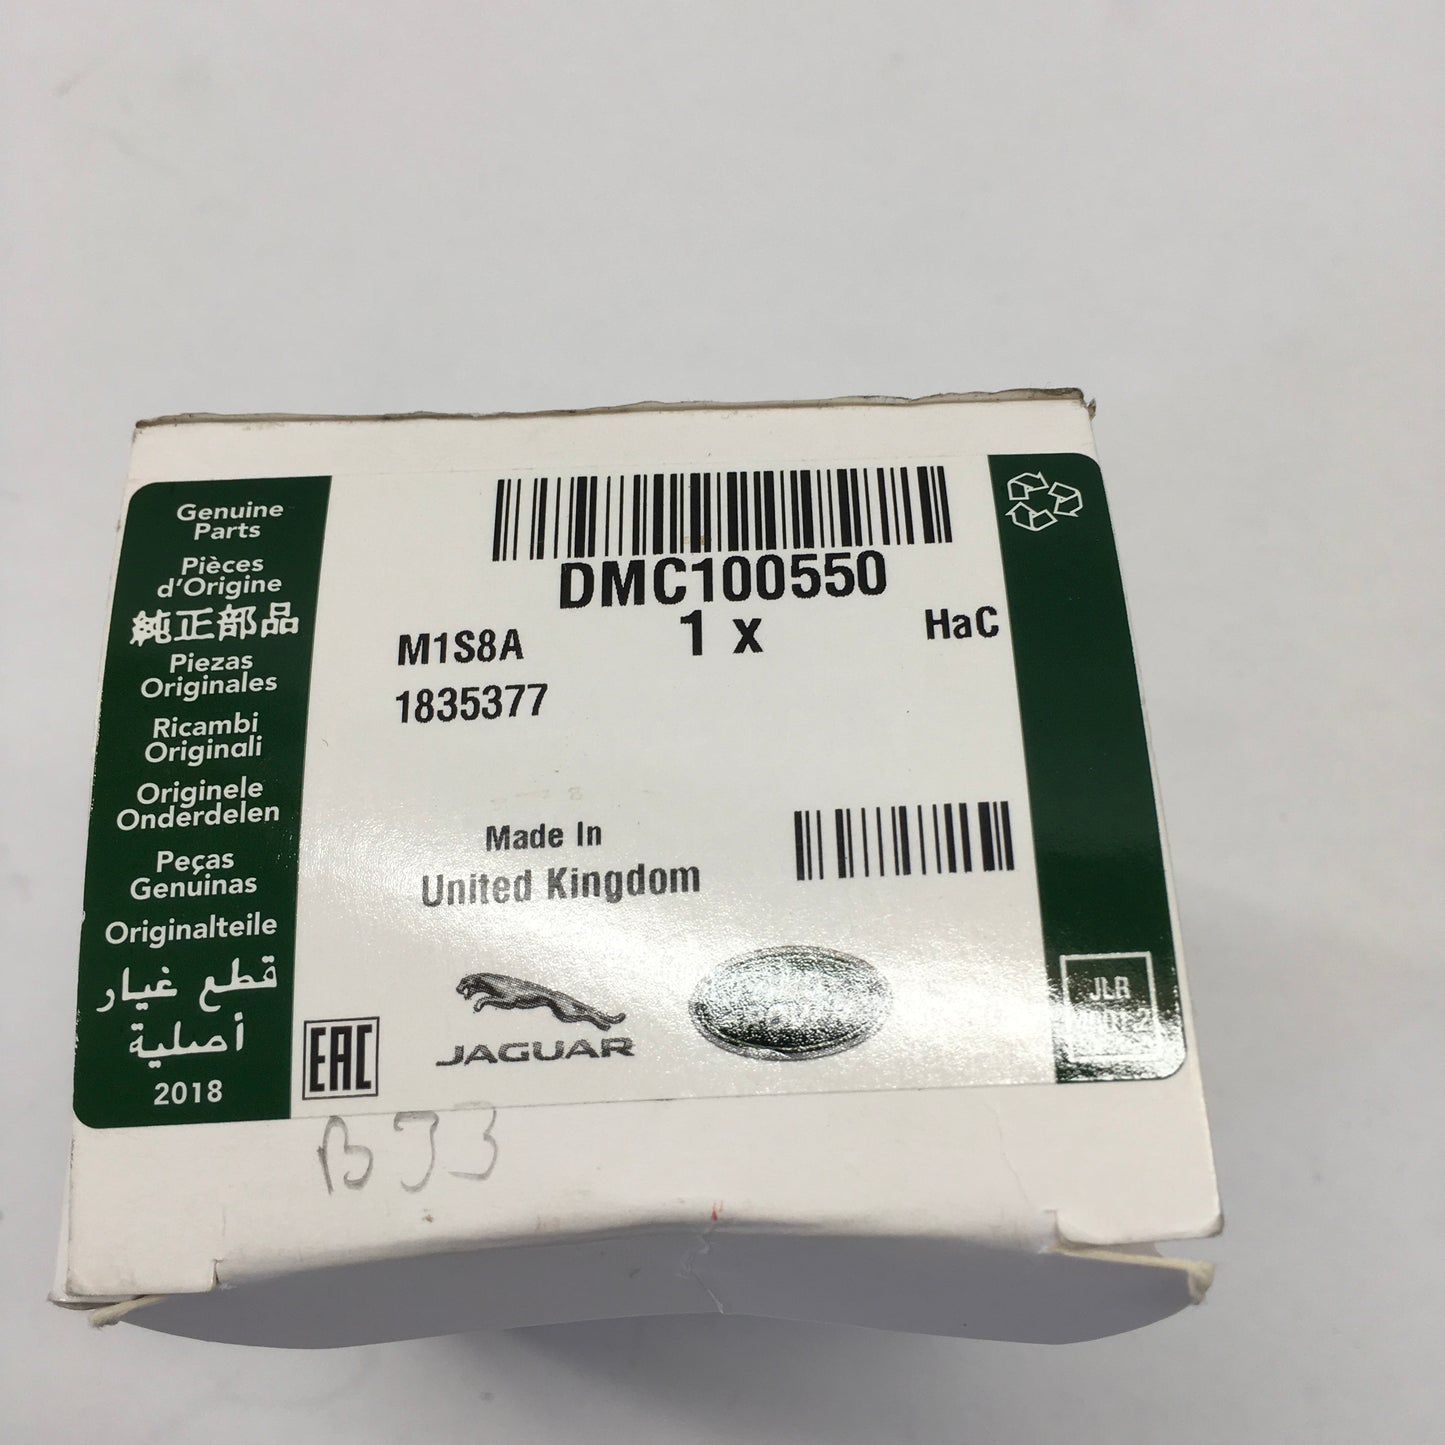 Genuine
Parts
Pièces
d'Origine
純正部品
Piezas
Originales
Ricambi
Originali
Originele
Onderdelen
Peças
Genuinas
Originalteile
قطع غيار
أصلية
2018
DMC100550
1 x
HaC
M1S8A
1835377
Made In
United Kingdom
EAC
JAGUAR
JLR